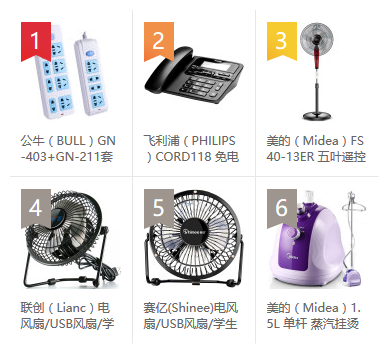 1
2
3
公牛（BULL）GN
-403+GN-211套
飞利浦（PHILIPS
）CORD118 免电
美的（Midea）FS
40-13ER 五叶遥控
4
5
6
Shinee
Midea
联创（Lianc）电
风扇/USB风扇/学
赛亿(Shinee)电风
扇/USB风扇/学生
美的（Midea）1.
5L 单杆 蒸汽挂烫